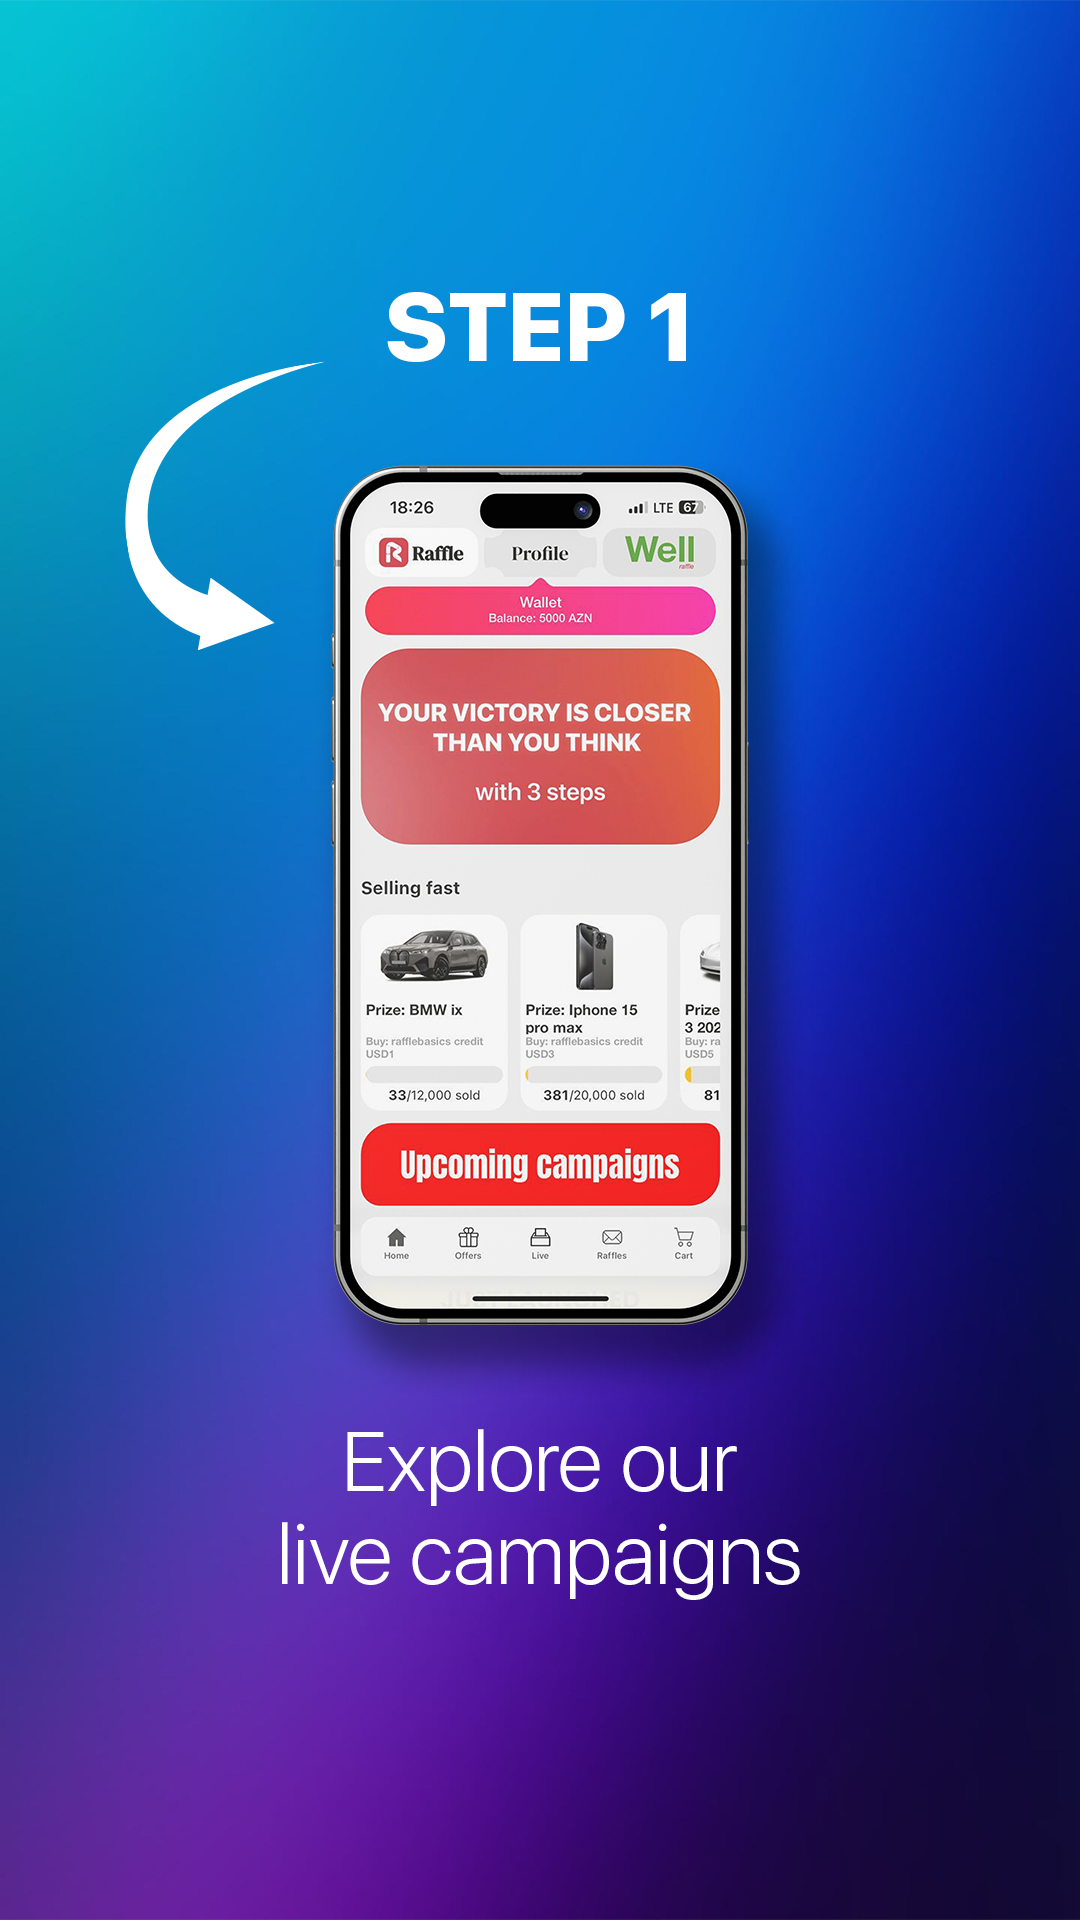 STEP 1
18:26
LTE 67
Raffle
Profile
Well
raffle
Wallet
Balance: 5000 AZN
YOUR VICTORY IS CLOSER
THAN YOU THINK
with 3 steps
Selling fast
Prize: BMW ix
Buy: rafflebasics credit
USD1
33/12,000 sold
Prize: Iphone 15
pro max
Buy: rafflebasics credit
USD3
381/20,000 sold
Prize
3 202
Buy: ra
USD5
81
Upcoming campaigns
Home
Offers
Live
Raffles
Cart
JUST LAUNCHED
Explore our
live campaigns